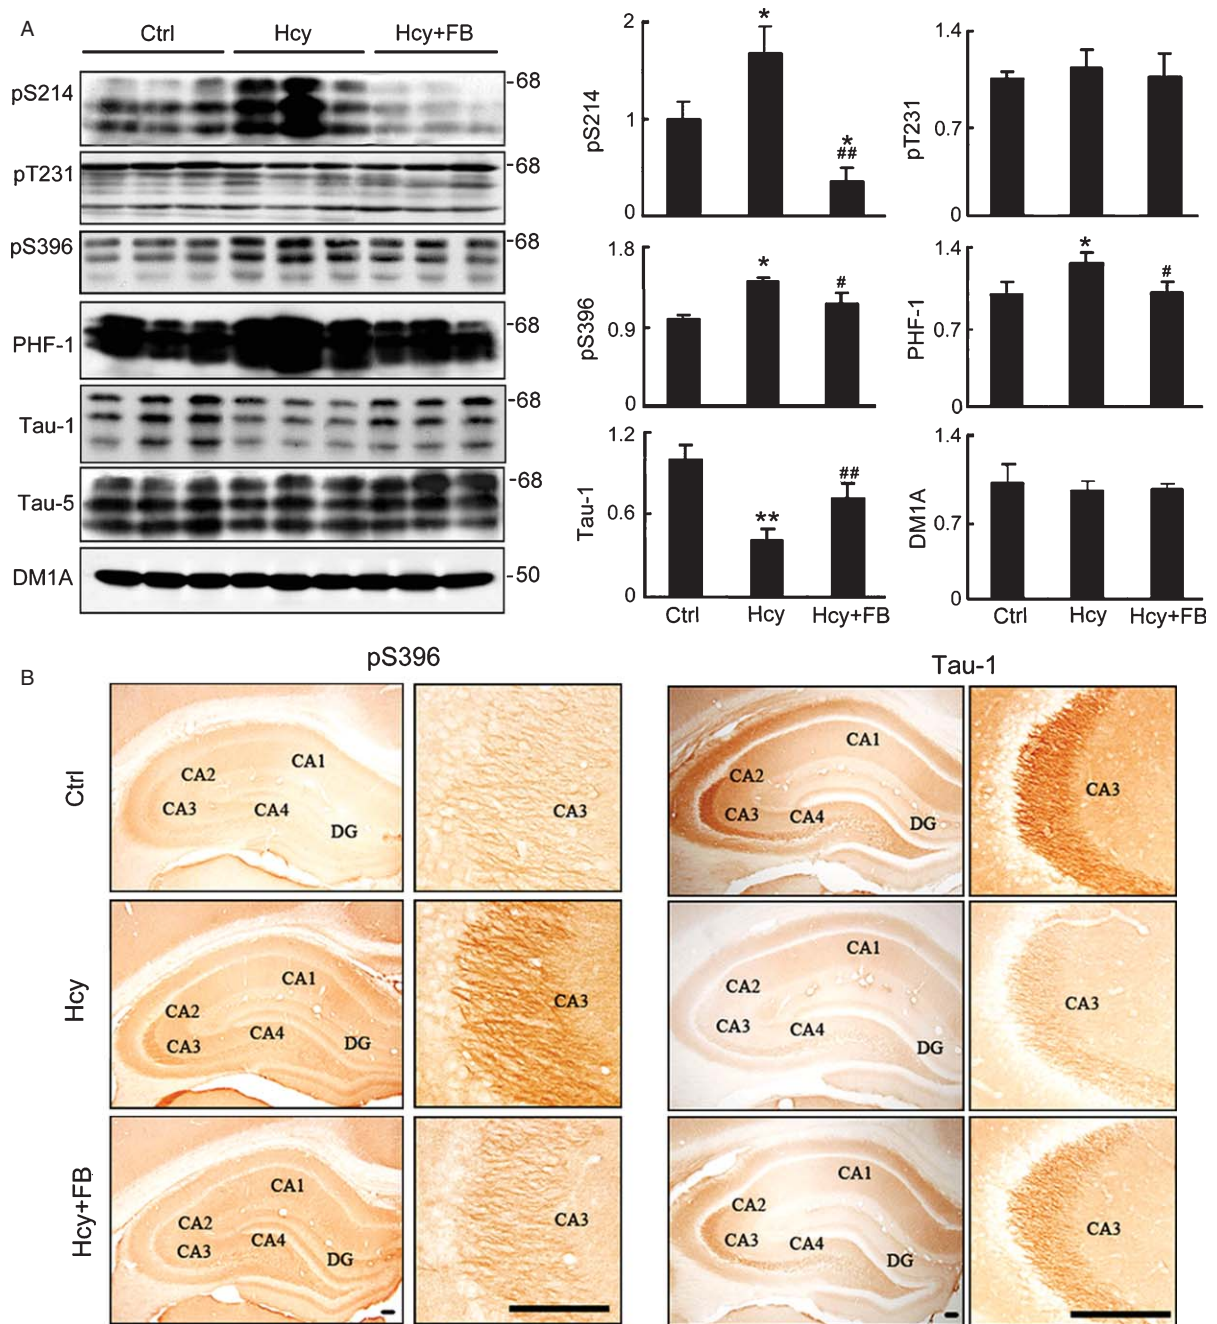 A
Ctrl Hcy Hcy+FB
pS214 -68
pT231 -68
pS396 -68
PHF-1 -68
Tau-1 -68
Tau-5 -68
DM1A -50
pS214
2
1
0
*
*
##
pT231
1.4
0.7
0
pS396
1.8
0.9
0
*
#
PHF-1
1.4
0.7
0
*
#
Tau-1
1.2
0.6
0
**
##
Ctrl Hcy Hcy+FB
DM1A
1.4
0.7
0
Ctrl Hcy Hcy+FB
B
pS396 Tau-1
Ctrl
CA1
CA2
CA3 CA4
DG
CA3
CA1
CA2
CA3 CA4
DG
CA3
Hcy
CA1
CA2
CA3 CA4
DG
CA3
CA1
CA2
CA3 CA4
DG
CA3
Hcy+FB
CA1
CA2
CA3 CA4
DG
CA3
CA1
CA2
CA3 CA4
DG
CA3